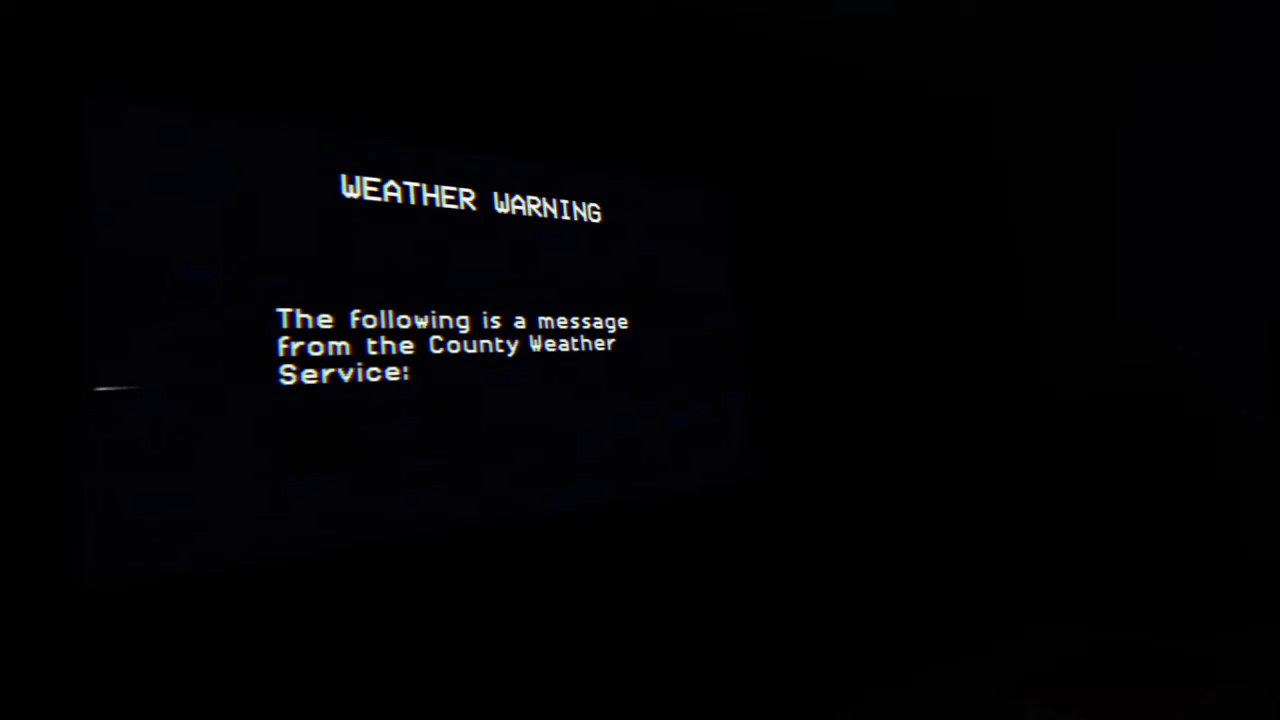 WEATHER WARNING
The following is a message
from the County Weather
Service: